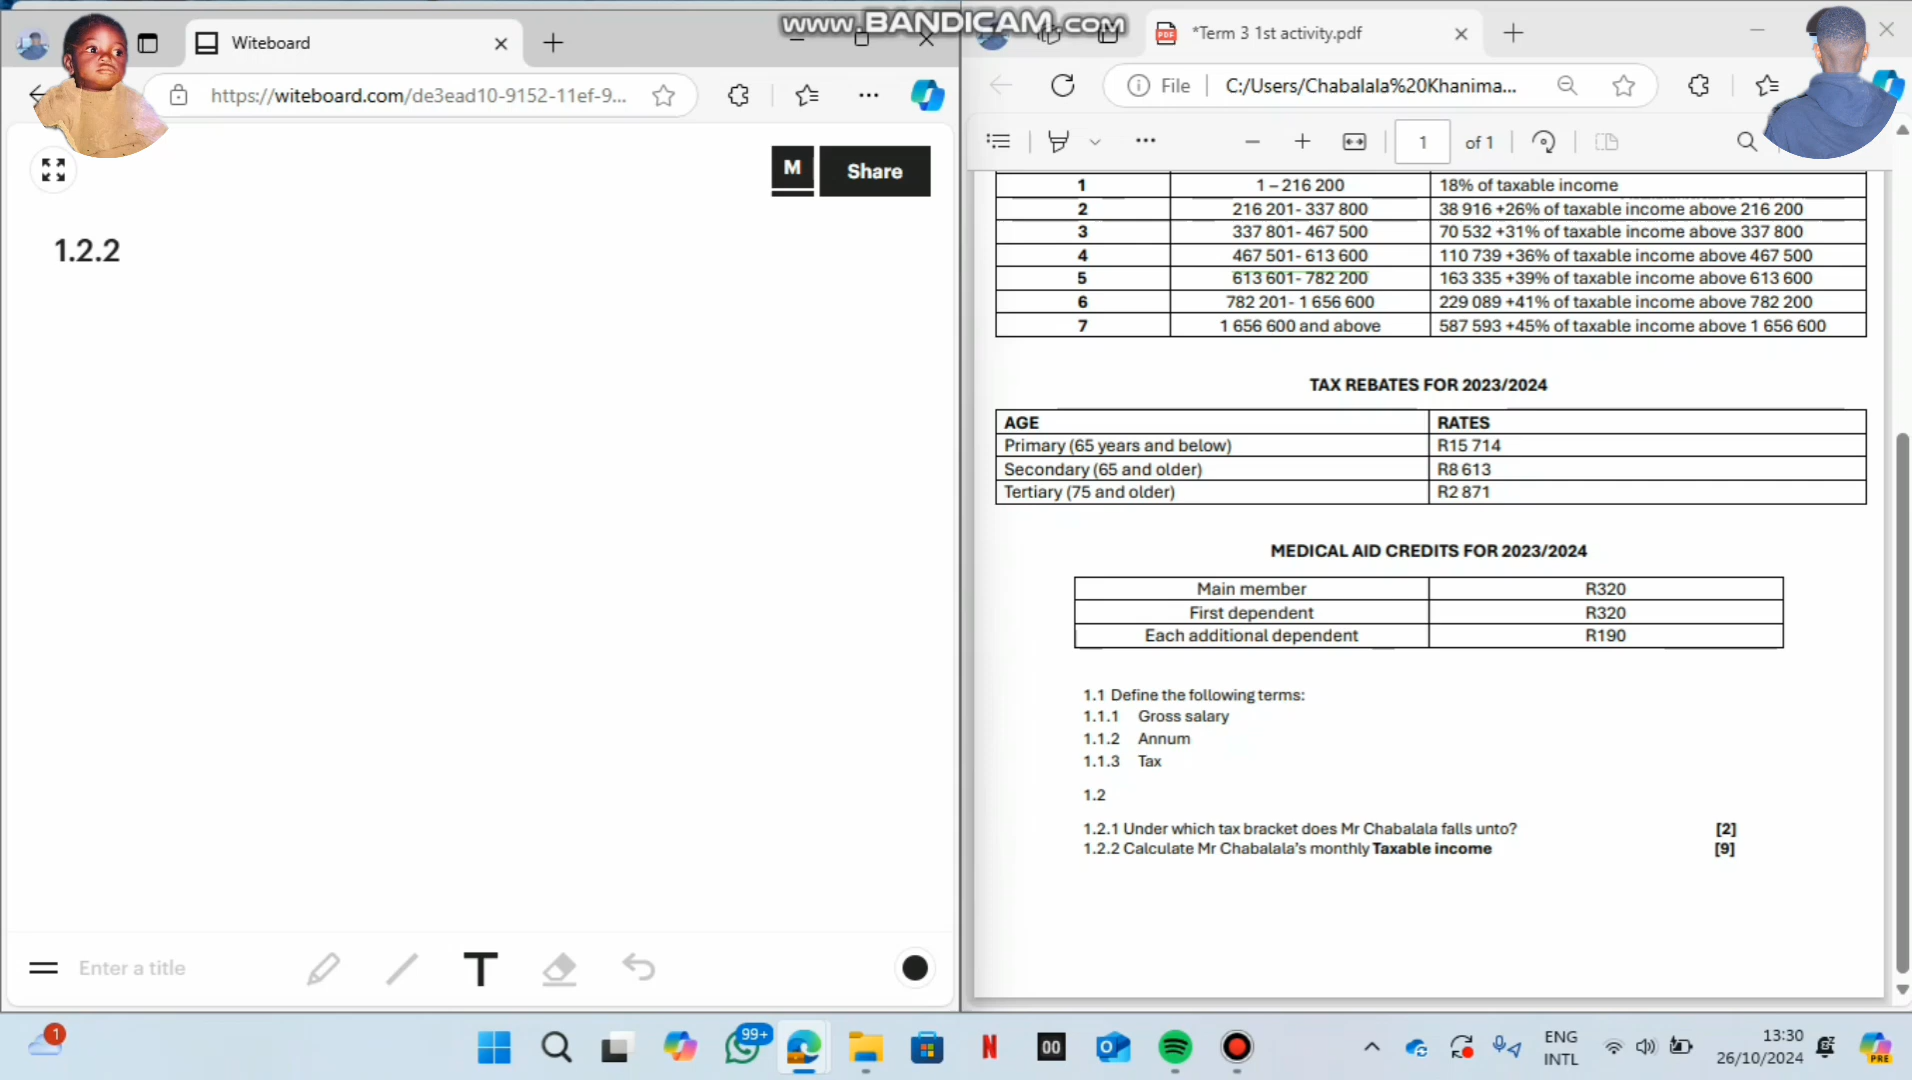 www.BANDICAM.com
Witeboard
*Term 3 1st activity.pdf
https://witeboard.com/de3ead10-9152-11ef-9...
File
C:/Users/Chabalala%20Khanima...
1
of 1
M
Share
1.2.2
1 1 – 216 200 18% of taxable income
2 216 201- 337 800 38 916 +26% of taxable income above 216 200
3 337 801- 467 500 70 532 +31% of taxable income above 337 800
4 467 501- 613 600 110 739 +36% of taxable income above 467 500
5 613 601- 782 200 163 335 +39% of taxable income above 613 600
6 782 201- 1 656 600 229 089 +41% of taxable income above 782 200
7 1 656 600 and above 587 593 +45% of taxable income above 1 656 600
TAX REBATES FOR 2023/2024
AGE RATES
Primary (65 years and below) R15 714
Secondary (65 and older) R8 613
Tertiary (75 and older) R2 871
MEDICAL AID CREDITS FOR 2023/2024
Main member R320
First dependent R320
Each additional dependent R190
1.1 Define the following terms:
1.1.1 Gross salary
1.1.2 Annum
1.1.3 Tax
1.2
1.2.1 Under which tax bracket does Mr Chabalala falls unto? [2]
1.2.2 Calculate Mr Chabalala's monthly Taxable income [9]
Enter a title
T
1
99+
N
00
ENG
INTL
13:30
26/10/2024
PRE